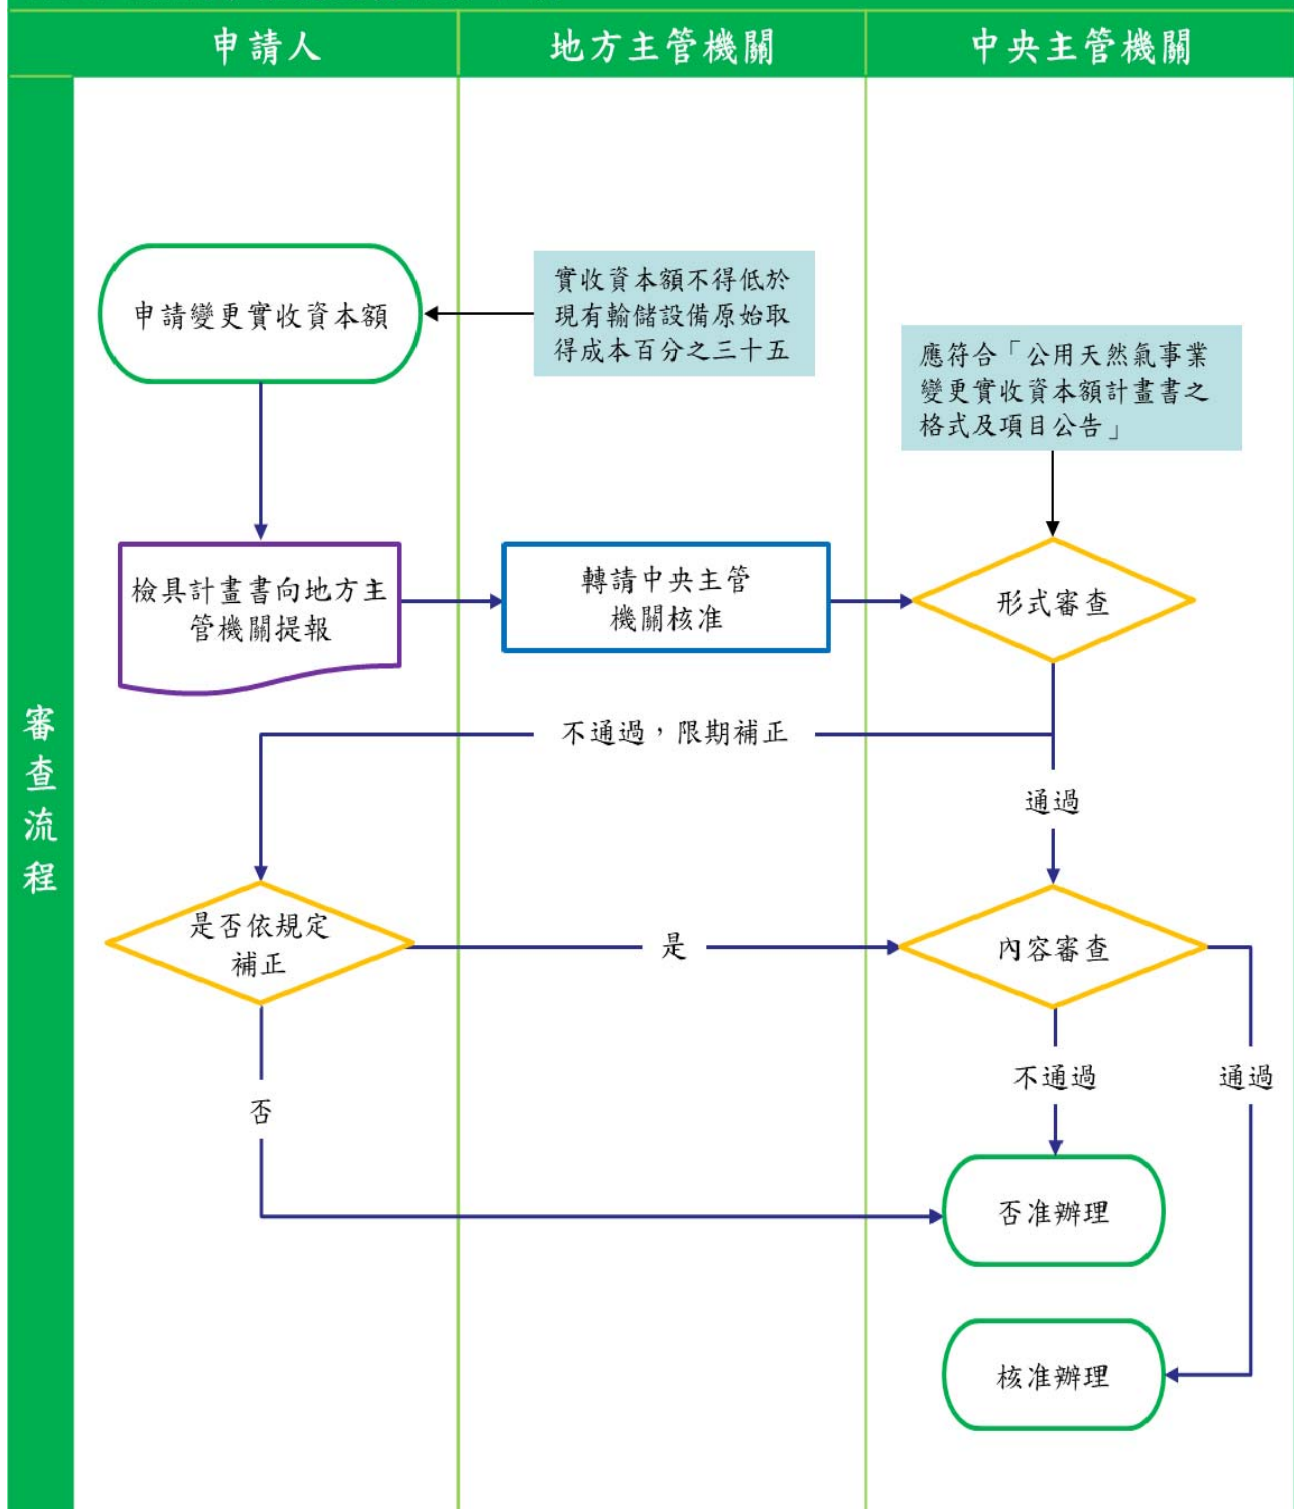 申請人
地方主管機關
中央主管機關
審查流程
申請變更實收資本額
實收資本額不得低於
現有輸儲設備原始取
得成本百分之三十五
應符合「公用天然氣事業
變更實收資本額計畫書之
格式及項目公告」
檢具計畫書向地方主
管機關提報
轉請中央主管
機關核准
形式審查
不通過，限期補正
通過
是否依規定
補正
是
內容審查
不通過
通過
否
否准辦理
核准辦理